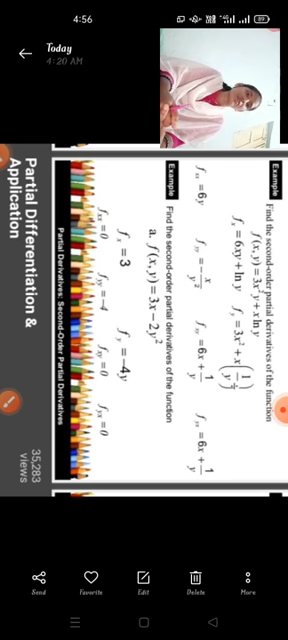 4:56
89
Today
4:20 AM
Example Find the second-order partial derivatives of the function
f(x, y) = 3x²y + x ln y
fₓ = 6xy + ln y   f_y = 3x² + x(1/y)
fₓₓ = 6y   f_yy = -x/y²   f_xy = 6x + 1/y   f_yx = 6x + 1/y
Example Find the second-order partial derivatives of the function
a. f(x, y) = 3x - 2y²
fₓ = 3   f_y = -4y
fₓₓ = 0   f_yy = -4   f_xy = 0   f_yx = 0
Partial Derivatives: Second-Order Partial Derivatives
Partial Differentiation &
Application
35,283
views
Send
Favorite
Edit
Delete
More